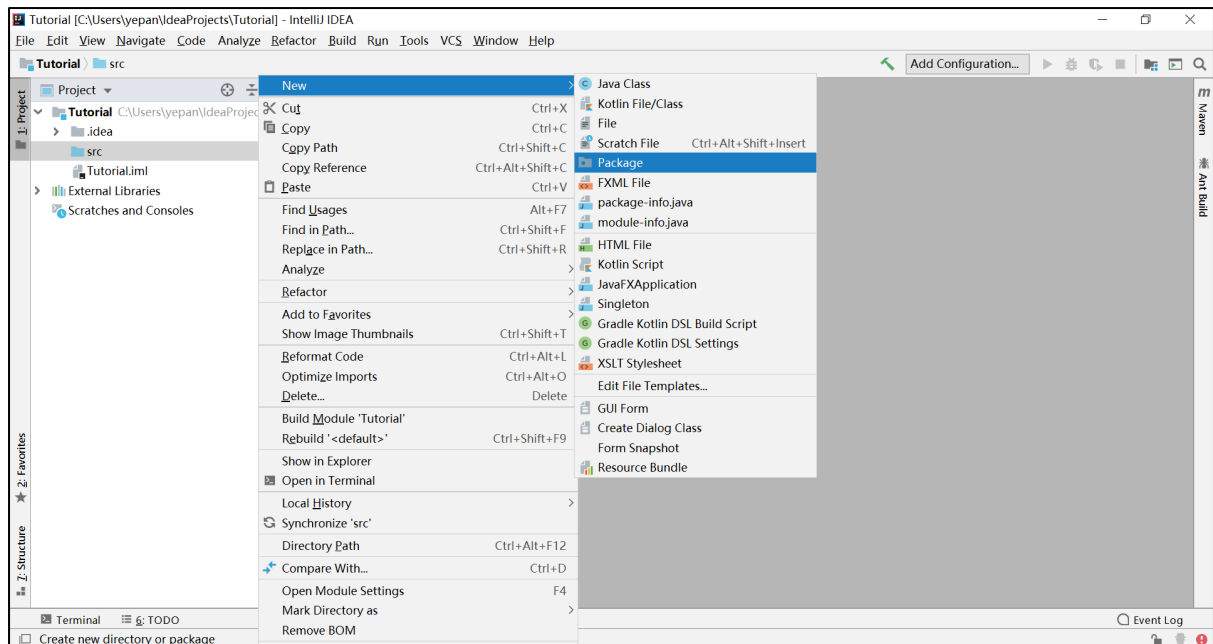 Tutorial [C:\Users\yepan\IdeaProjects\Tutorial] - IntelliJ IDEA
File Edit View Navigate Code Analyze Refactor Build Run Tools VCS Window Help
Tutorial src
Add Configuration...
1: Project
2: Favorites
7: Structure
Project
Tutorial C:\Users\yepan\IdeaProjec
.idea
src
Tutorial.iml
External Libraries
Scratches and Consoles
New
Cut Ctrl+X
Copy Ctrl+C
Copy Path Ctrl+Shift+C
Copy Reference Ctrl+Alt+Shift+C
Paste Ctrl+V
Find Usages Alt+F7
Find in Path... Ctrl+Shift+F
Replace in Path... Ctrl+Shift+R
Analyze
Refactor
Add to Favorites
Show Image Thumbnails Ctrl+Shift+T
Reformat Code Ctrl+Alt+L
Optimize Imports Ctrl+Alt+O
Delete... Delete
Build Module 'Tutorial'
Rebuild '<default>' Ctrl+Shift+F9
Show in Explorer
Open in Terminal
Local History
Synchronize 'src'
Directory Path Ctrl+Alt+F12
Compare With... Ctrl+D
Open Module Settings F4
Mark Directory as
Remove BOM
Java Class
Kotlin File/Class
File
Scratch File Ctrl+Alt+Shift+Insert
Package
FXML File
package-info.java
module-info.java
HTML File
Kotlin Script
JavaFXApplication
Singleton
Gradle Kotlin DSL Build Script
Gradle Kotlin DSL Settings
XSLT Stylesheet
Edit File Templates...
GUI Form
Create Dialog Class
Form Snapshot
Resource Bundle
m Maven
Ant Build
Terminal 6: TODO
Event Log
Create new directory or package